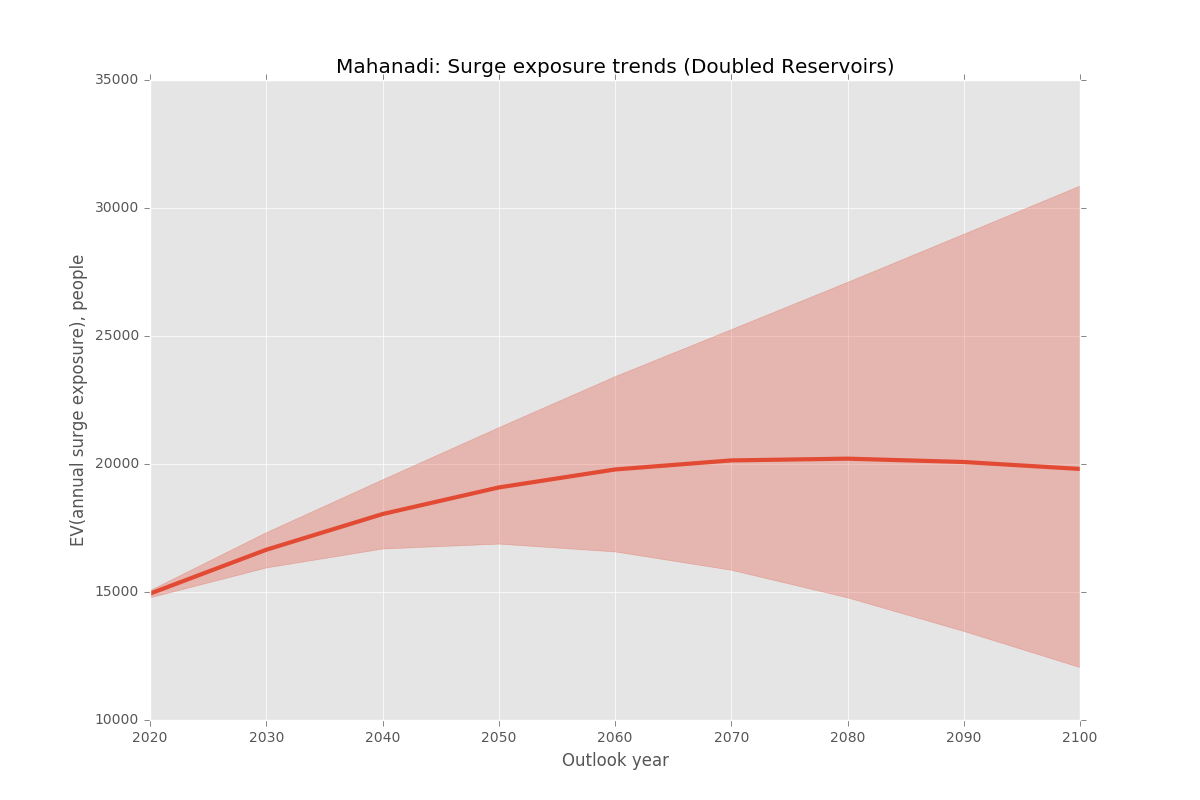 Mahanadi: Surge exposure trends (Doubled Reservoirs)
35000
30000
25000
20000
15000
10000
EV(annual surge exposure), people
2020 2030 2040 2050 2060 2070 2080 2090 2100
Outlook year